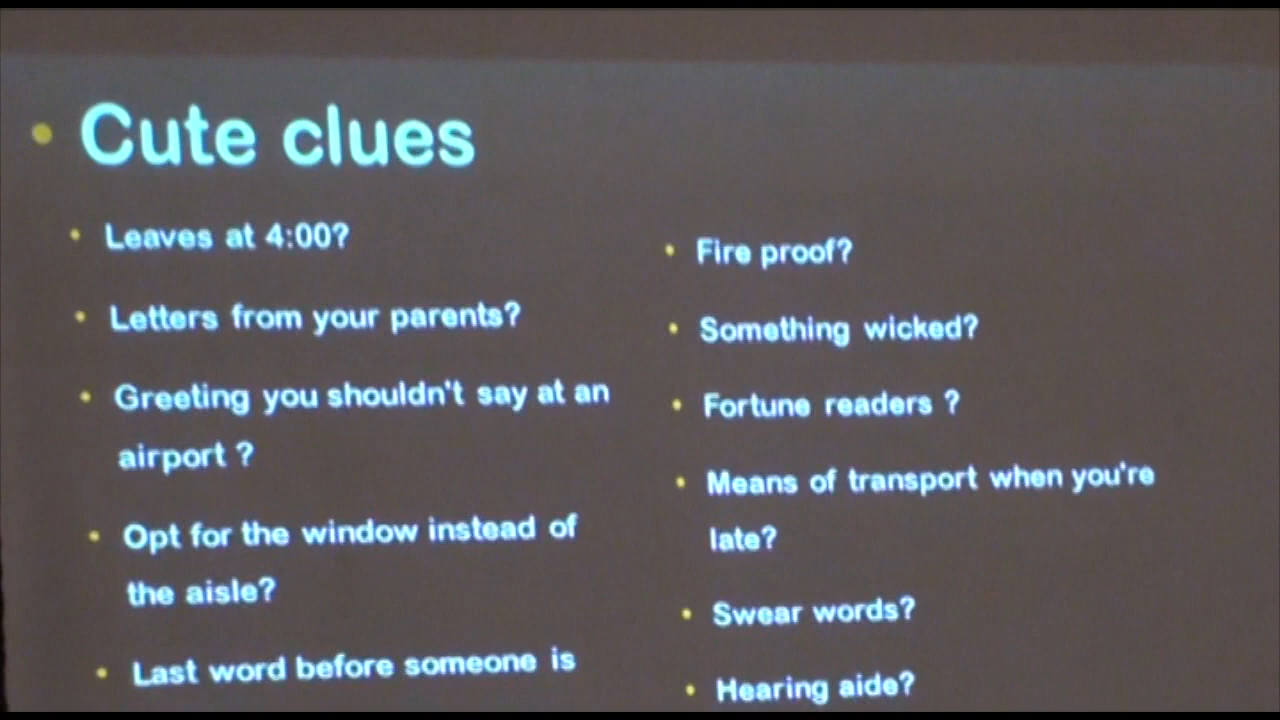 • Cute clues
• Leaves at 4:00?
• Letters from your parents?
• Greeting you shouldn't say at an
airport ?
• Opt for the window instead of
the aisle?
• Last word before someone is
• Fire proof?
• Something wicked?
• Fortune readers ?
• Means of transport when you're
late?
• Swear words?
• Hearing aide?